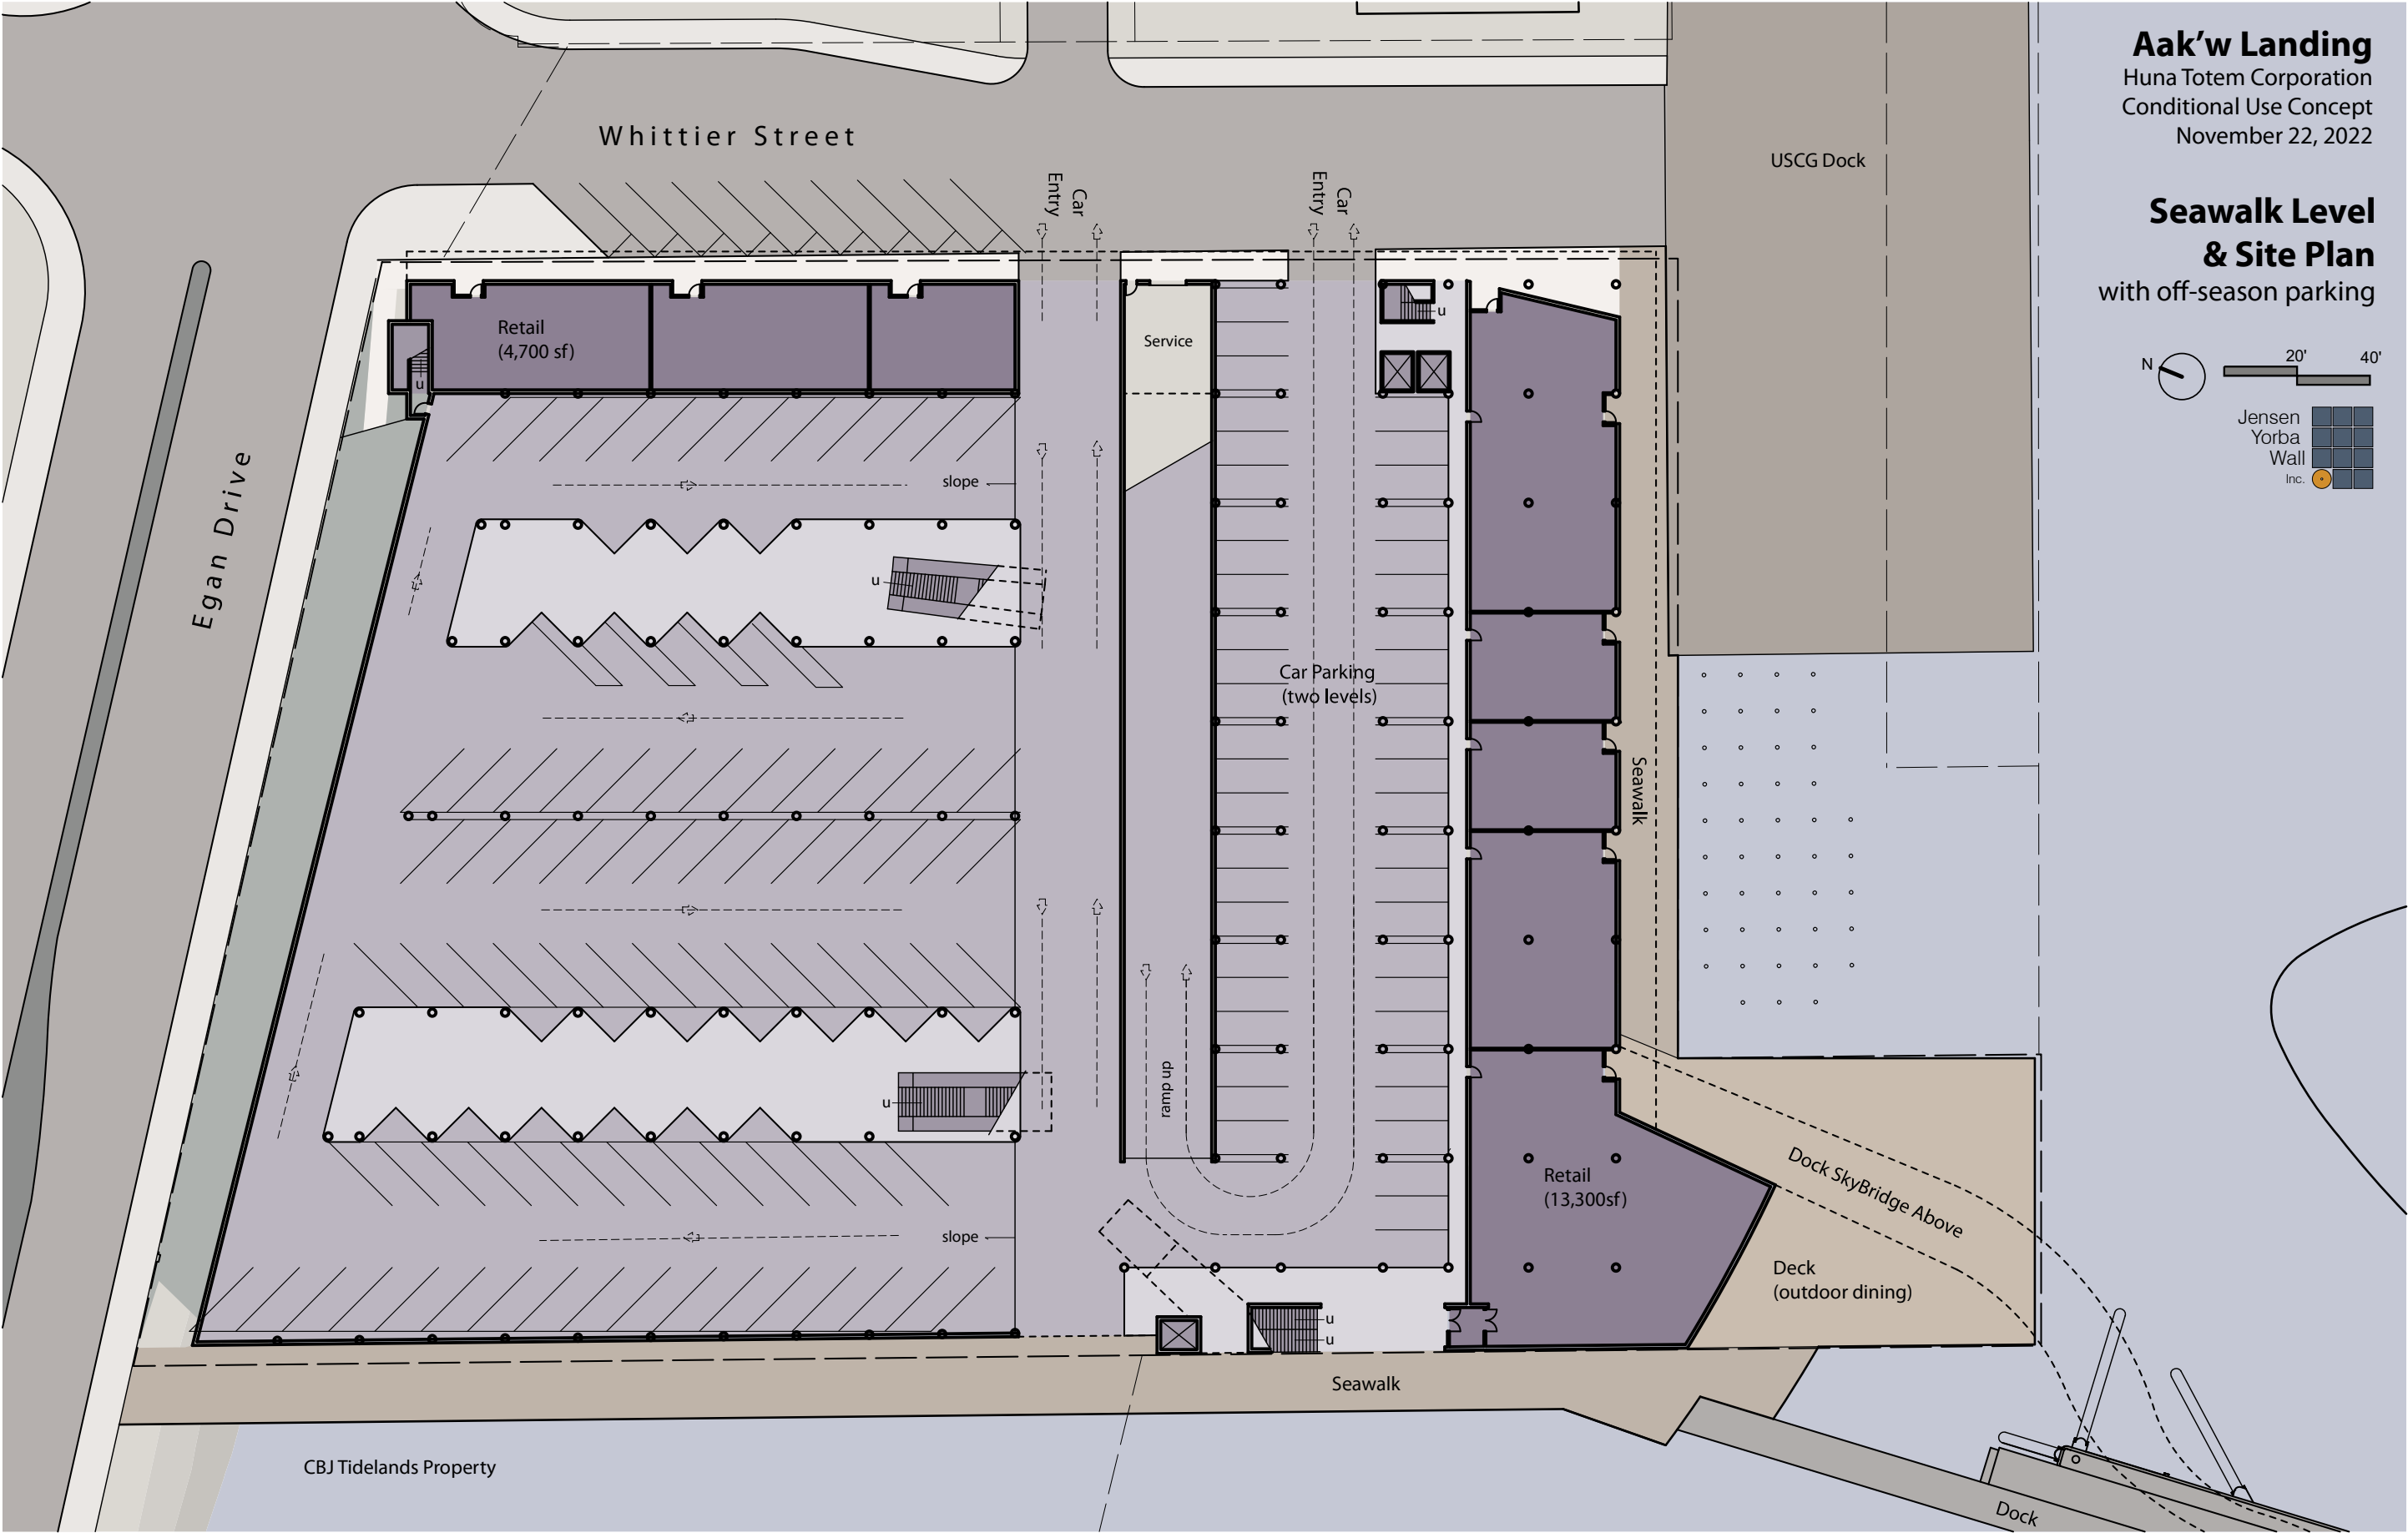 Aak’w Landing
Huna Totem Corporation
Conditional Use Concept
November 22, 2022
Seawalk Level
& Site Plan
with off-season parking
N
20'
40'
Jensen
Yorba
Wall
Inc.
Whittier Street
USCG Dock
Car
Entry
Car
Entry
Egan Drive
Retail
(4,700 sf)
u
Service
u
slope
u
Car Parking
(two levels)
Seawalk
u
ramp up
slope
Retail
(13,300sf)
Dock SkyBridge Above
Deck
(outdoor dining)
u
u
Seawalk
CBJ Tidelands Property
Dock